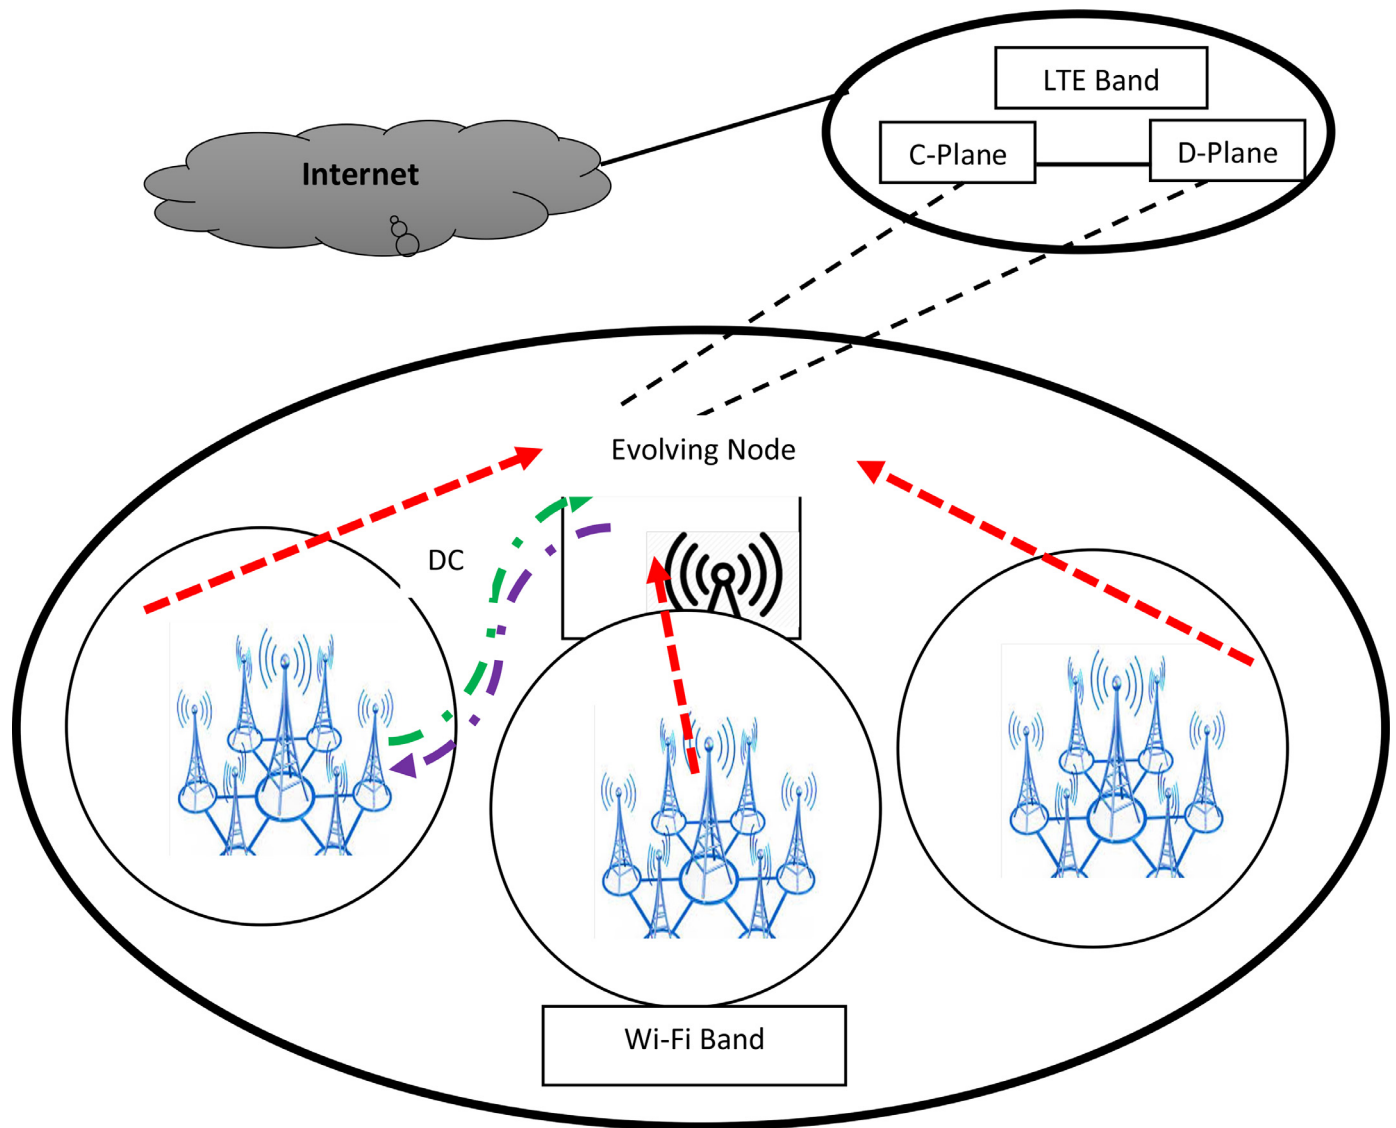 LTE Band
C-Plane
D-Plane
Internet
Evolving Node
DC
Wi-Fi Band